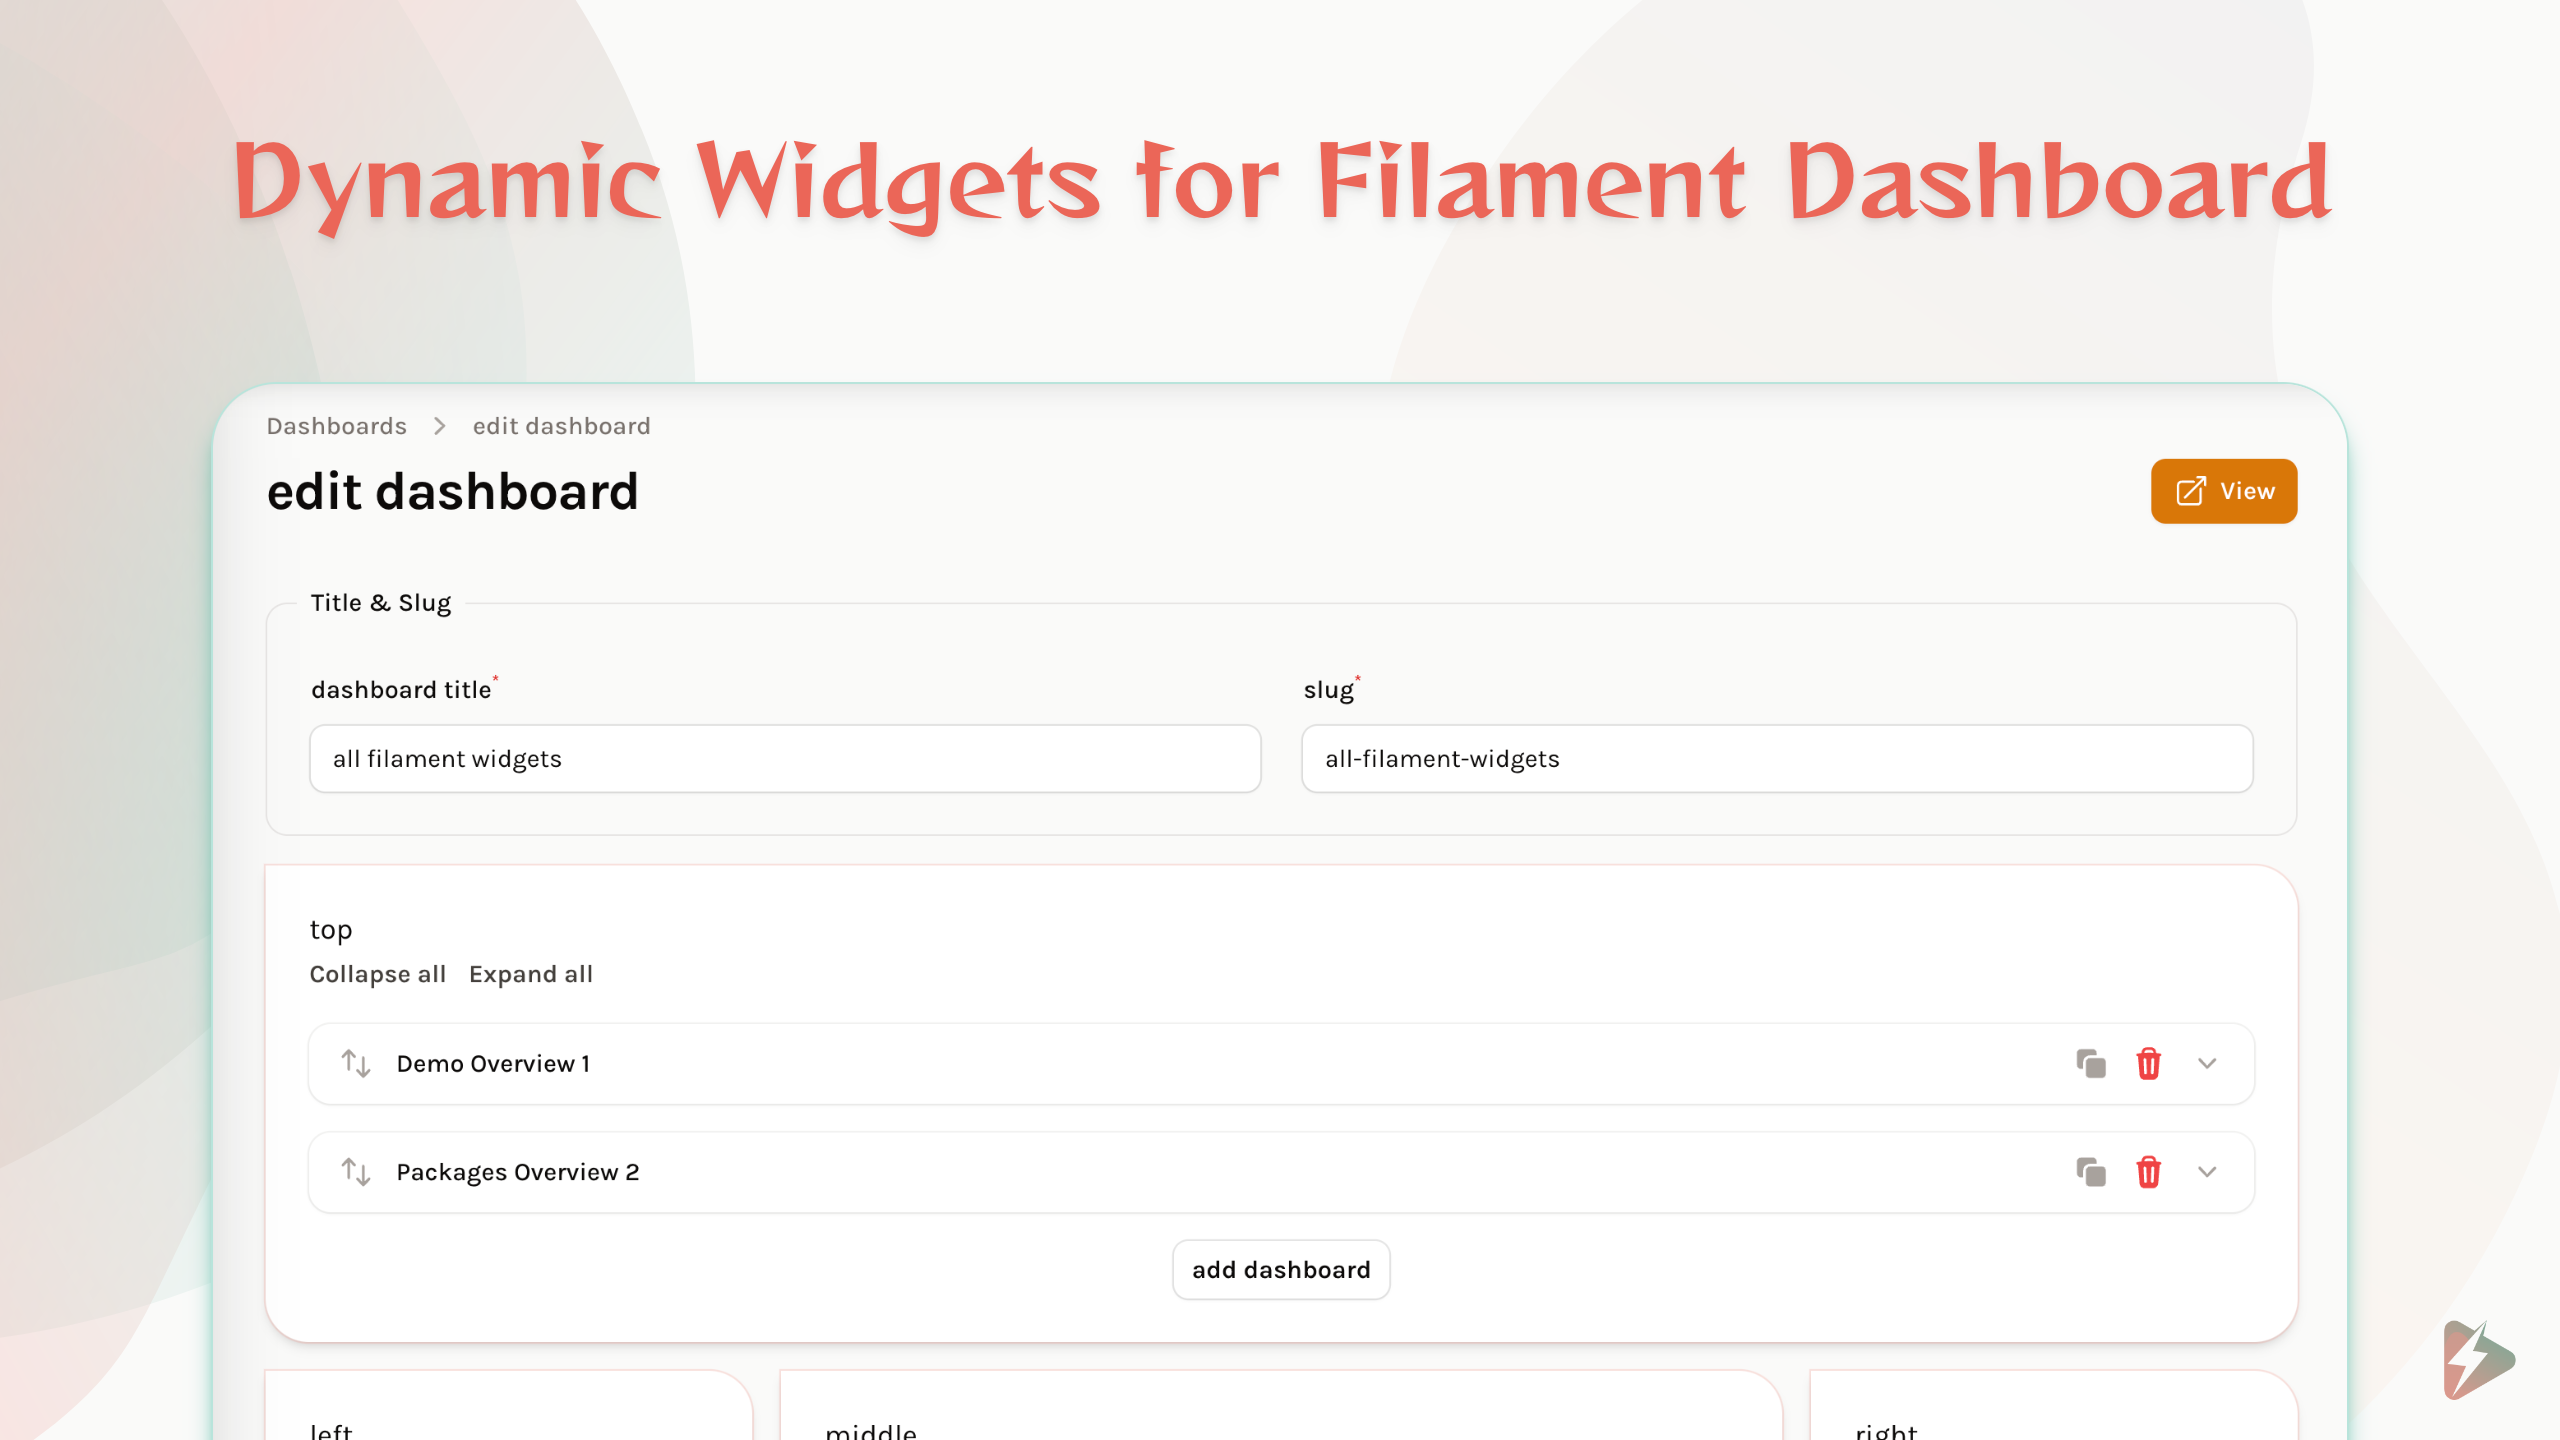 Dynamic Widgets for Filament Dashboard
Dashboards edit dashboard
edit dashboard
View
Title & Slug
dashboard title*
slug*
all filament widgets
all-filament-widgets
top
Collapse all Expand all
Demo Overview 1
Packages Overview 2
add dashboard
left
middle
right